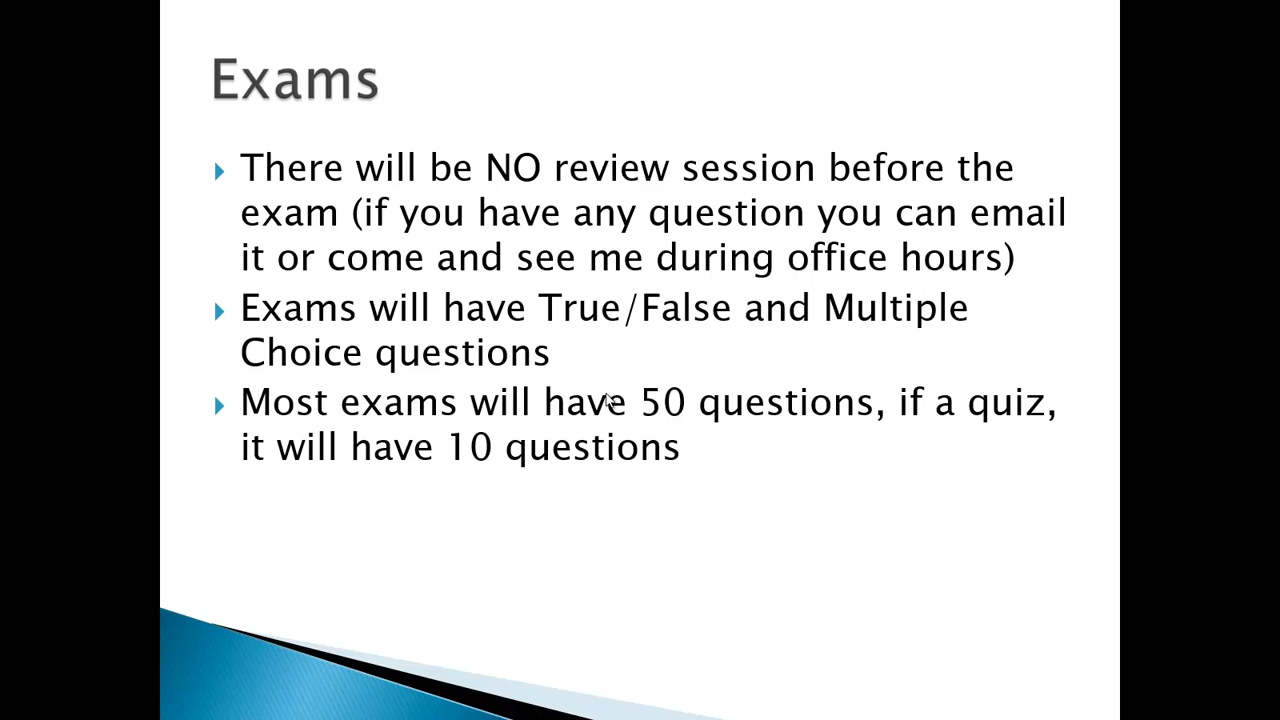 Exams
There will be NO review session before the
exam (if you have any question you can email
it or come and see me during office hours)
Exams will have True/False and Multiple
Choice questions
Most exams will have 50 questions, if a quiz,
it will have 10 questions